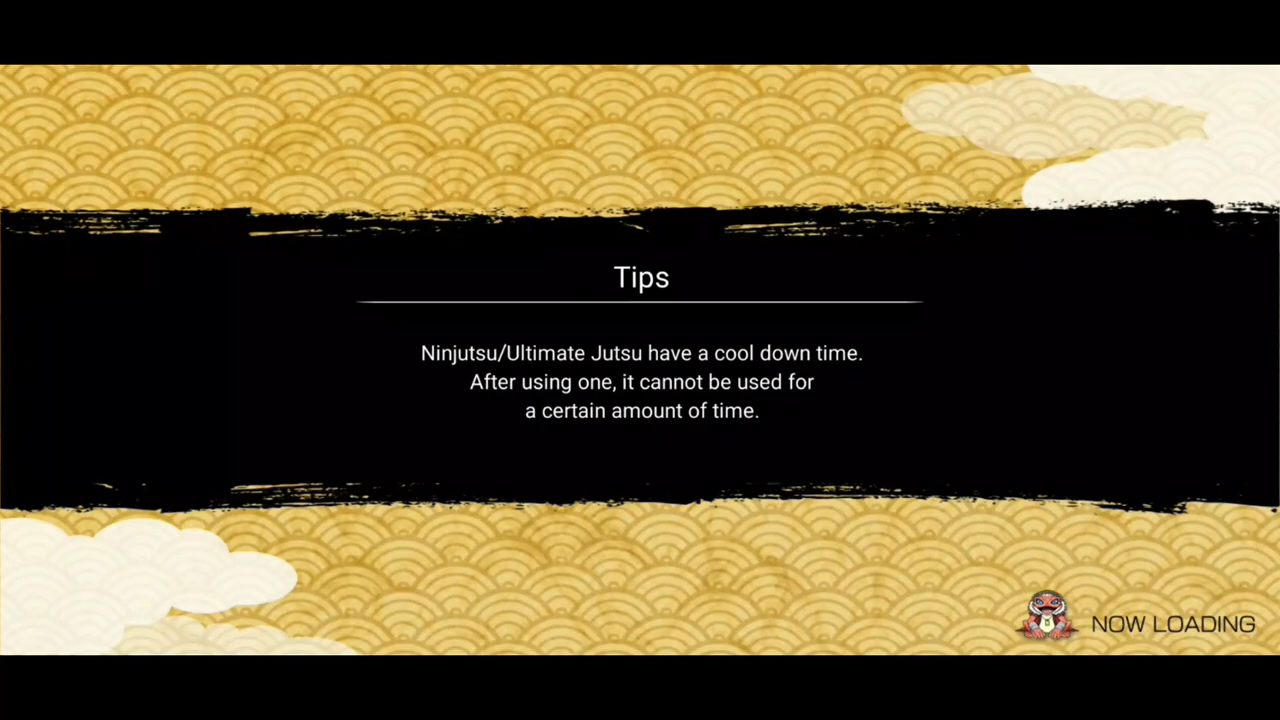 Tips
Ninjutsu/Ultimate Jutsu have a cool down time.
After using one, it cannot be used for
a certain amount of time.
NOW LOADING